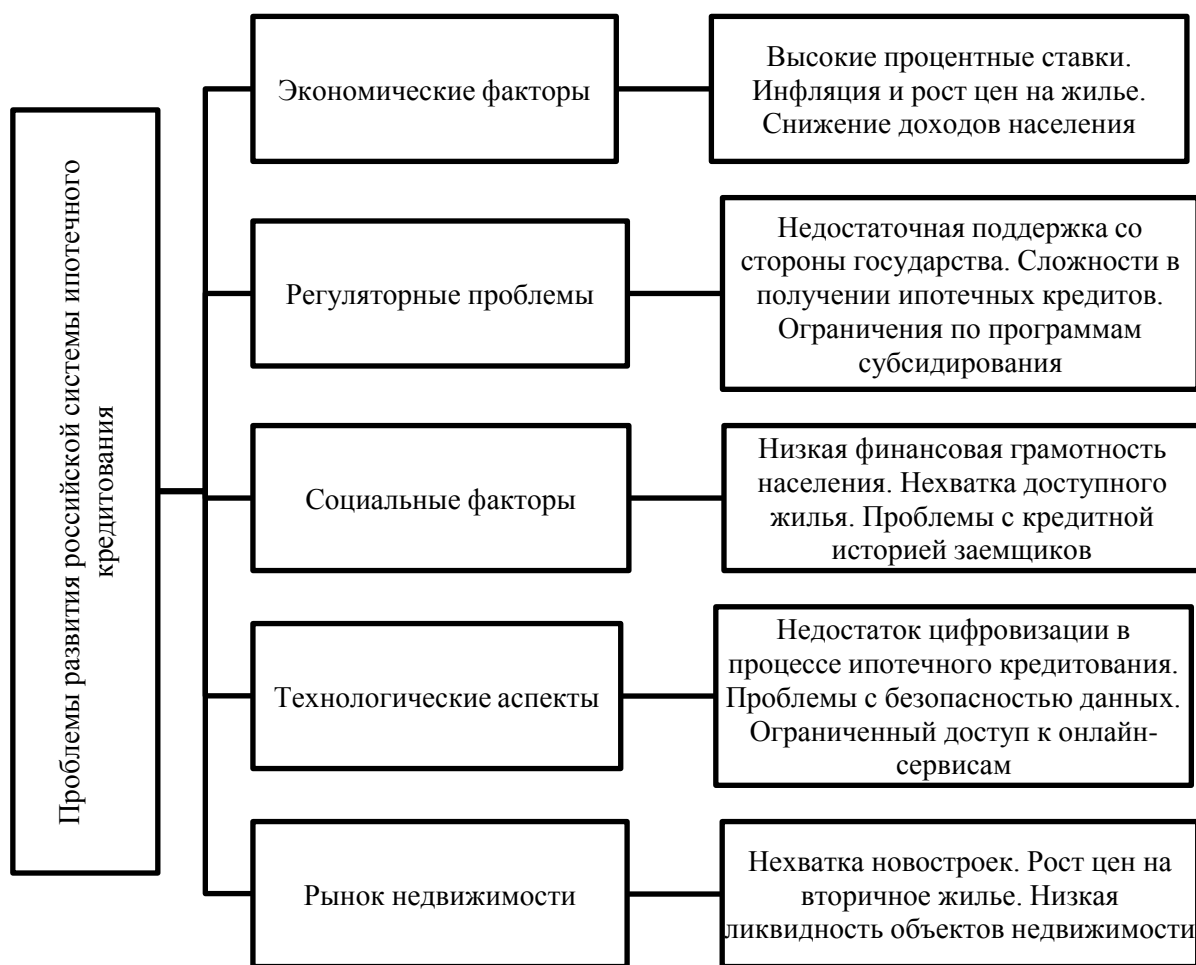 Проблемы развития российской системы ипотечного
кредитования
Экономические факторы
Высокие процентные ставки.
Инфляция и рост цен на жилье.
Снижение доходов населения
Регуляторные проблемы
Недостаточная поддержка со
стороны государства. Сложности в
получении ипотечных кредитов.
Ограничения по программам
субсидирования
Социальные факторы
Низкая финансовая грамотность
населения. Нехватка доступного
жилья. Проблемы с кредитной
историей заемщиков
Технологические аспекты
Недостаток цифровизации в
процессе ипотечного кредитования.
Проблемы с безопасностью данных.
Ограниченный доступ к онлайн-
сервисам
Рынок недвижимости
Нехватка новостроек. Рост цен на
вторичное жилье. Низкая
ликвидность объектов недвижимости